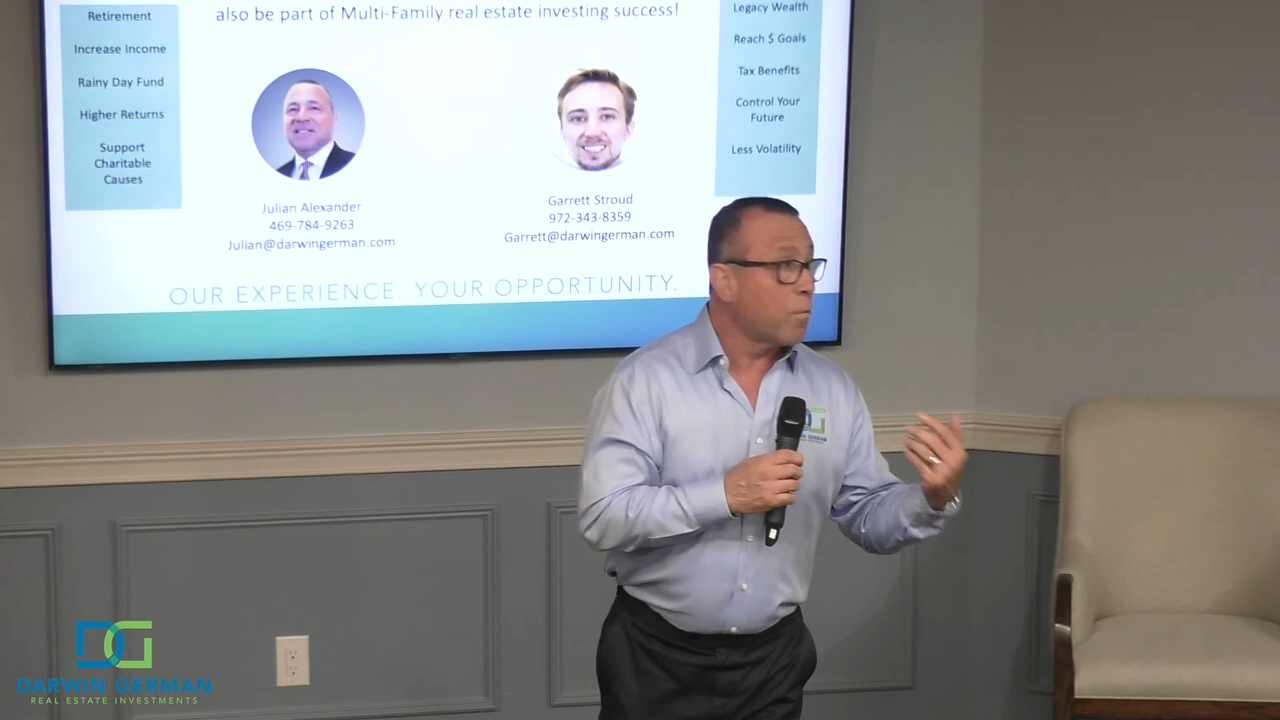 also be part of Multi-Family real estate investing success!
Retirement
Increase Income
Rainy Day Fund
Higher Returns
Support
Charitable
Causes
Julian Alexander
469-784-9263
Julian@darwingerman.com
Garrett Stroud
972-343-8359
Garrett@darwingerman.com
Legacy Wealth
Reach $ Goals
Tax Benefits
Control Your
Future
Less Volatility
OUR EXPERIENCE. YOUR OPPORTUNITY.
DG
DARWIN GERMAN
REAL ESTATE INVESTMENTS